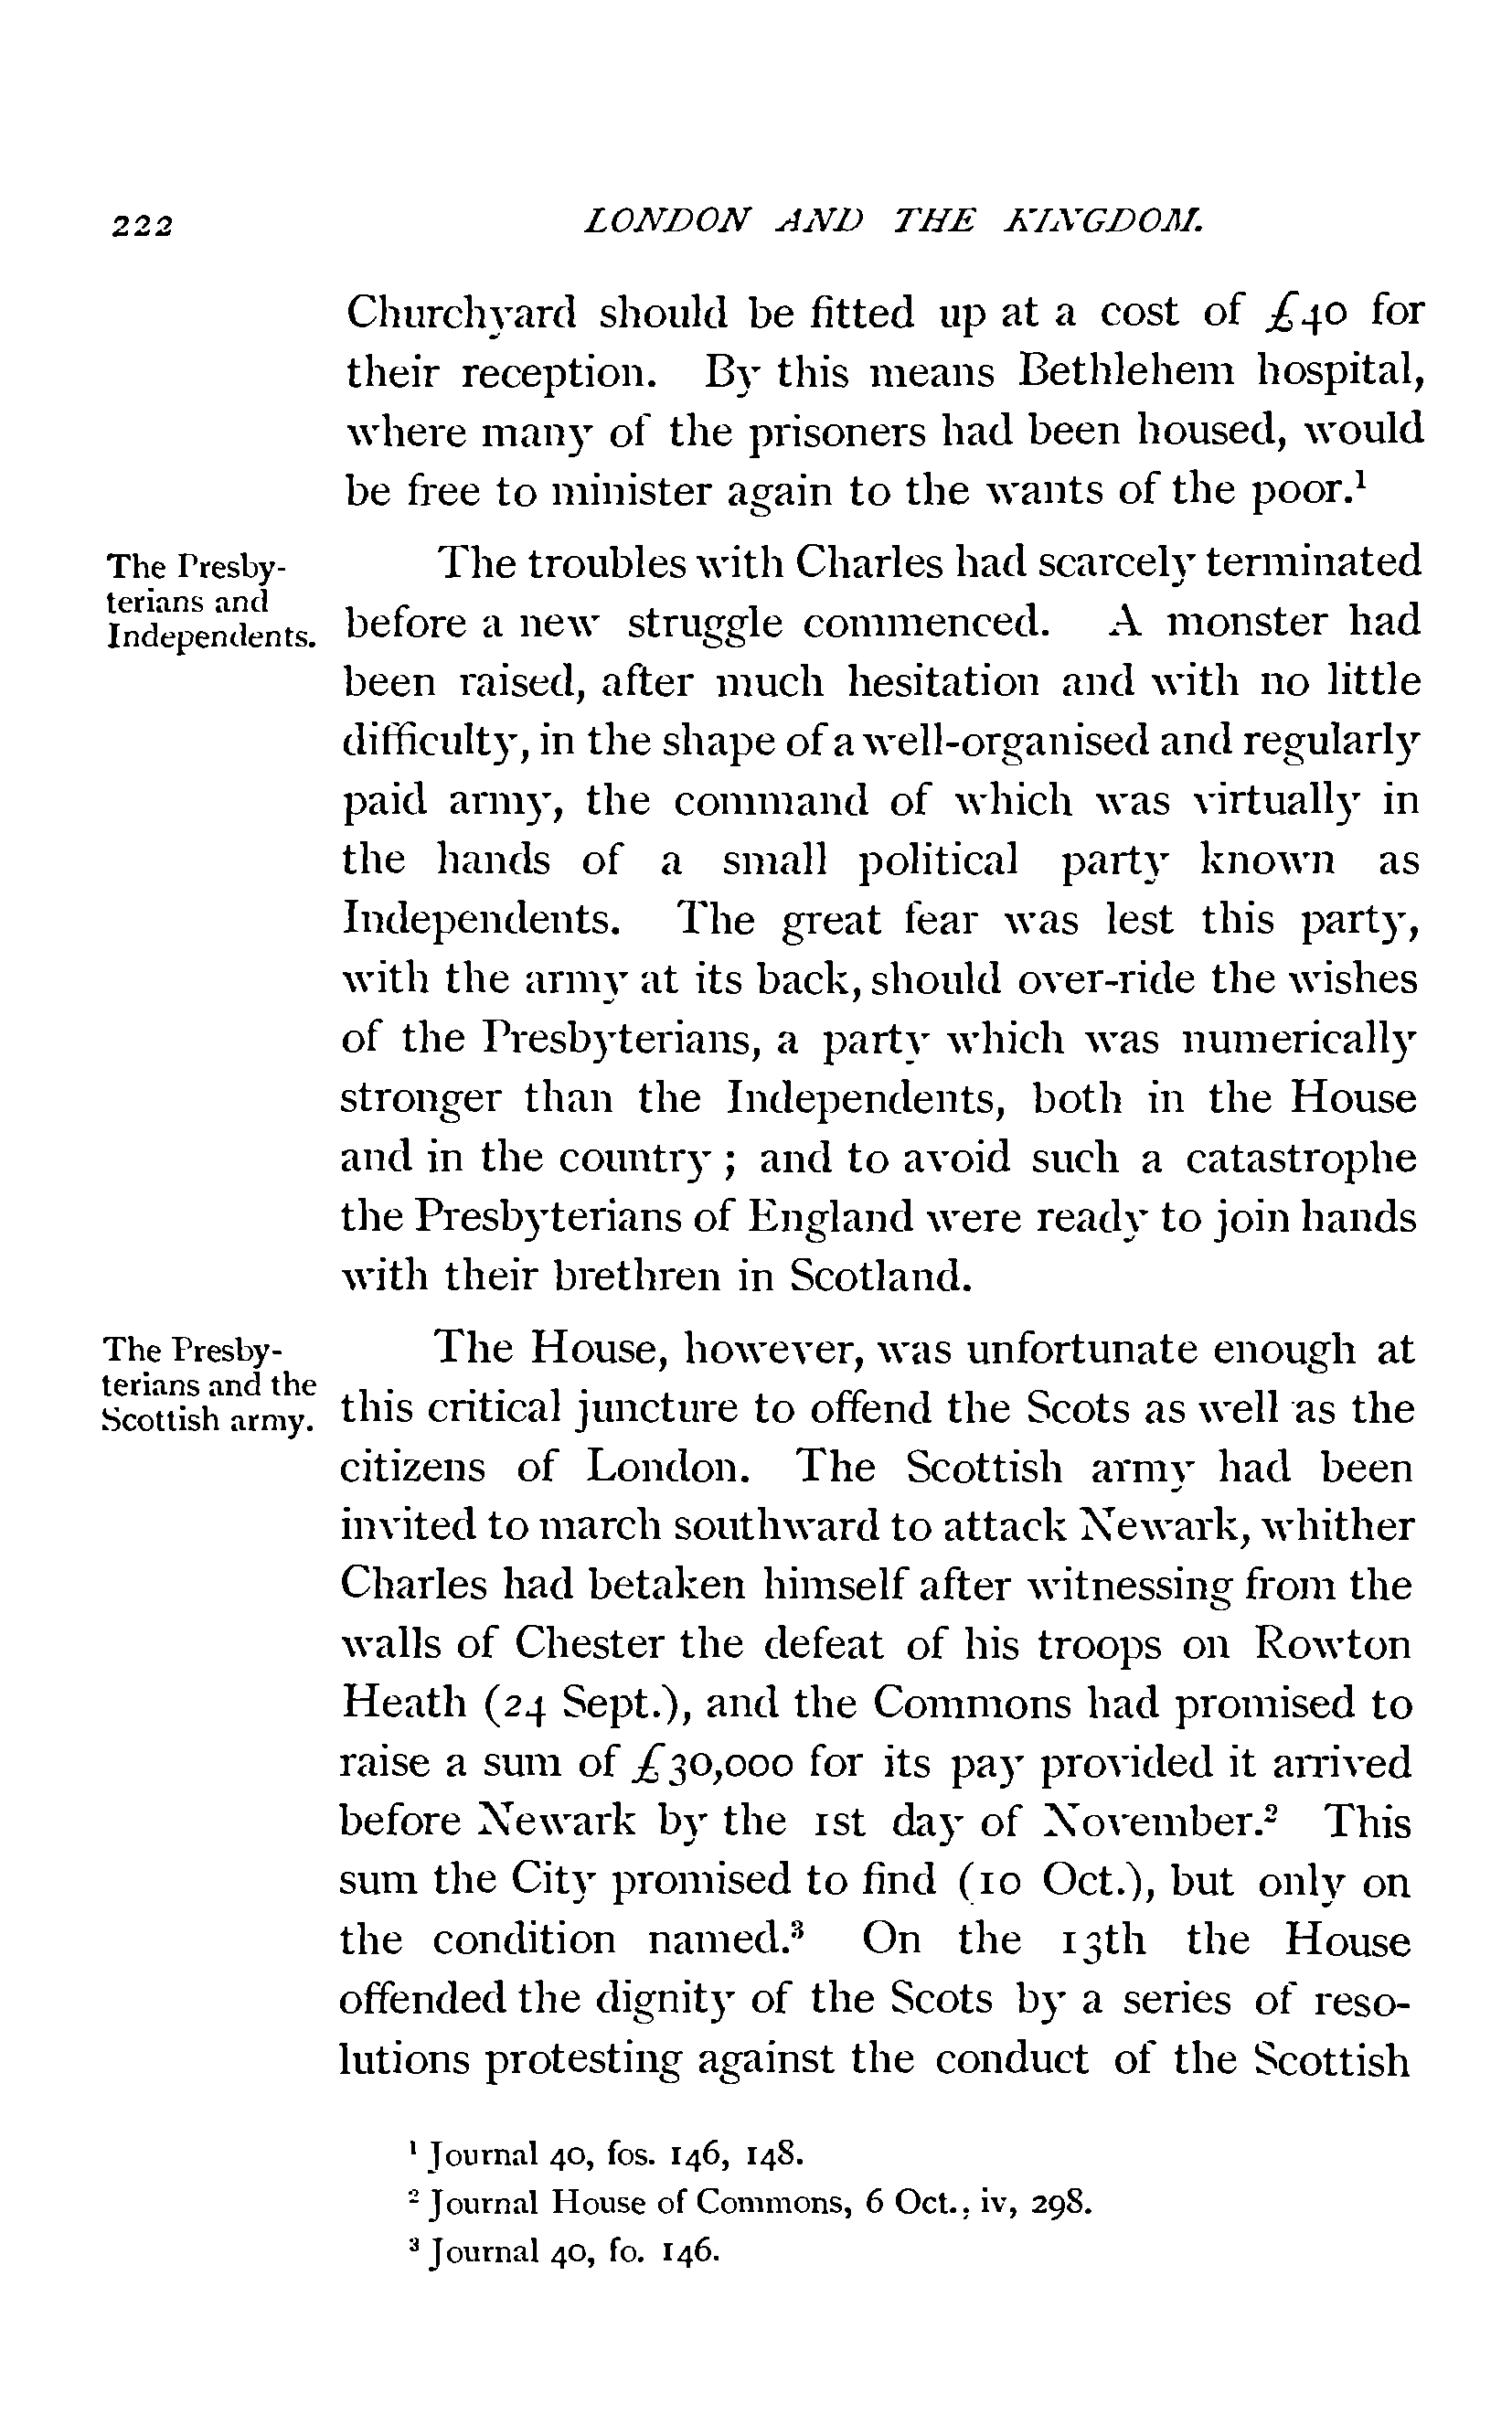 222 LONDON AND THE KINGDOM.
Churchyard should be fitted up at a cost of £40 for
their reception. By this means Bethlehem hospital,
where many of the prisoners had been housed, would
be free to minister again to the wants of the poor.¹
The Presby-
terians and
Independents.
The troubles with Charles had scarcely terminated
before a new struggle commenced. A monster had
been raised, after much hesitation and with no little
difficulty, in the shape of a well-organised and regularly
paid army, the command of which was virtually in
the hands of a small political party known as
Independents. The great fear was lest this party,
with the army at its back, should over-ride the wishes
of the Presbyterians, a party which was numerically
stronger than the Independents, both in the House
and in the country ; and to avoid such a catastrophe
the Presbyterians of England were ready to join hands
with their brethren in Scotland.
The Presby-
terians and the
Scottish army.
The House, however, was unfortunate enough at
this critical juncture to offend the Scots as well as the
citizens of London. The Scottish army had been
invited to march southward to attack Newark, whither
Charles had betaken himself after witnessing from the
walls of Chester the defeat of his troops on Rowton
Heath (24 Sept.), and the Commons had promised to
raise a sum of £30,000 for its pay provided it arrived
before Newark by the 1st day of November.² This
sum the City promised to find (10 Oct.), but only on
the condition named.³ On the 13th the House
offended the dignity of the Scots by a series of reso-
lutions protesting against the conduct of the Scottish
¹ Journal 40, fos. 146, 148.
² Journal House of Commons, 6 Oct., iv, 298.
³ Journal 40, fo. 146.